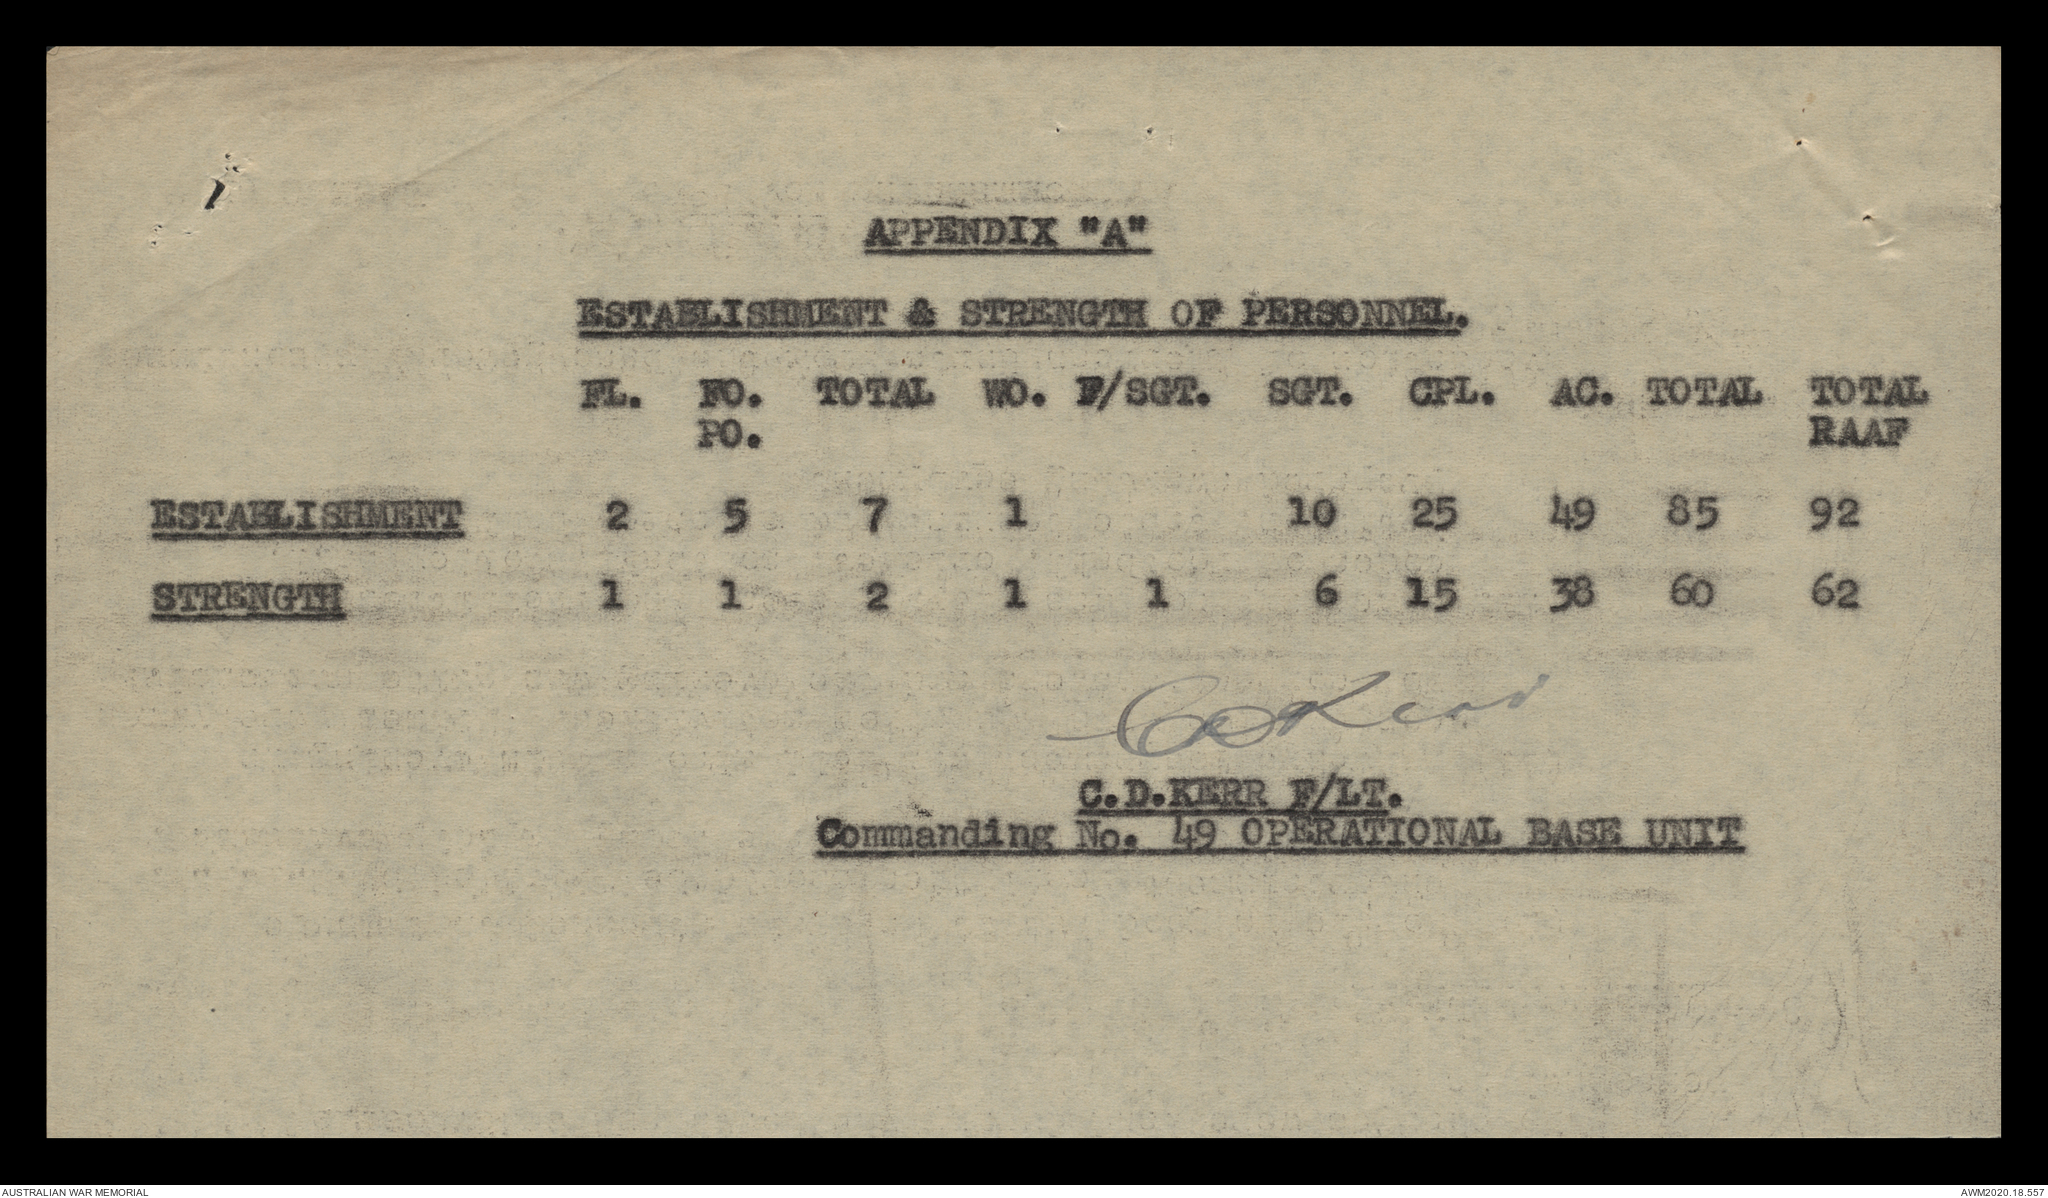 APPENDIX "A"
ESTABLISHMENT & STRENGTH OF PERSONNEL.
FL. FO. TOTAL WO. F/SGT. SGT. CPL. AC. TOTAL TOTAL
PO. RAAF
ESTABLISHMENT 2 5 7 1 10 25 49 85 92
STRENGTH 1 1 2 1 1 6 15 38 60 62
C D Kerr
C.D.KERR F/LT.
Commanding No. 49 OPERATIONAL BASE UNIT
AUSTRALIAN WAR MEMORIAL
AWM2020.18.557